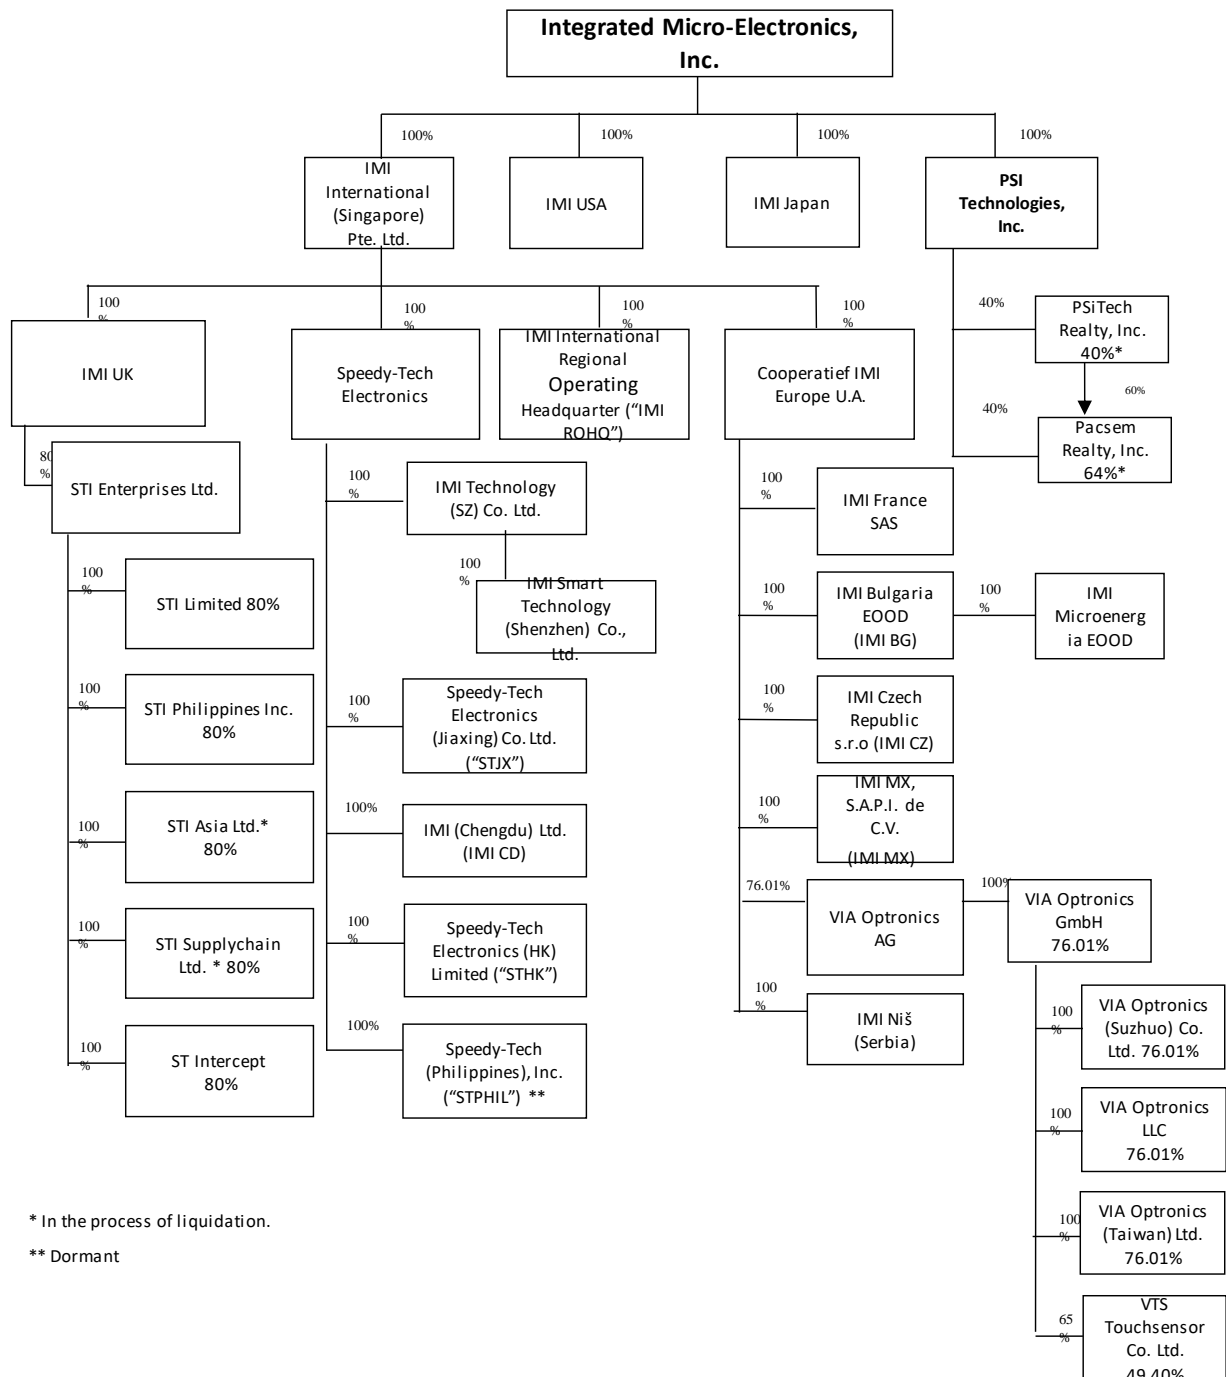 Integrated Micro-Electronics,
Inc.
100%
100%
100%
100%
IMI
International
(Singapore)
Pte. Ltd.
IMI USA
IMI Japan
PSI
Technologies,
Inc.
100
%
100
%
100
%
100
%
40%
PSiTech
Realty, Inc.
40%*
IMI UK
Speedy-Tech
Electronics
IMI International
Regional
Operating
Headquarter (“IMI
ROHQ”)
Cooperatief IMI
Europe U.A.
60%
40%
Pacsem
Realty, Inc.
64%*
80
%
STI Enterprises Ltd.
100
%
IMI Technology
(SZ) Co. Ltd.
100
%
IMI France
SAS
100
%
STI Limited 80%
100
%
IMI Smart
Technology
(Shenzhen) Co.,
Ltd.
100
%
IMI Bulgaria
EOOD
(IMI BG)
100
%
IMI
Microenerg
ia EOOD
100
%
STI Philippines Inc.
80%
100
%
Speedy-Tech
Electronics
(Jiaxing) Co. Ltd.
(“STJX”)
100
%
IMI Czech
Republic
s.r.o (IMI CZ)
100
%
STI Asia Ltd.*
80%
100%
IMI (Chengdu) Ltd.
(IMI CD)
100
%
IMI MX,
S.A.P.I. de
C.V.
(IMI MX)
76.01%
VIA Optronics
AG
100%
VIA Optronics
GmbH
76.01%
100
%
STI Supplychain
Ltd. * 80%
100
%
Speedy-Tech
Electronics (HK)
Limited (“STHK”)
100
%
IMI Niš
(Serbia)
100
%
VIA Optronics
(Suzhuo) Co.
Ltd. 76.01%
100
%
ST Intercept
80%
100%
Speedy-Tech
(Philippines), Inc.
(“STPHIL”) **
100
%
VIA Optronics
LLC
76.01%
100
%
VIA Optronics
(Taiwan) Ltd.
76.01%
65
%
VTS
Touchsensor
Co. Ltd.
49.40%
* In the process of liquidation.
** Dormant